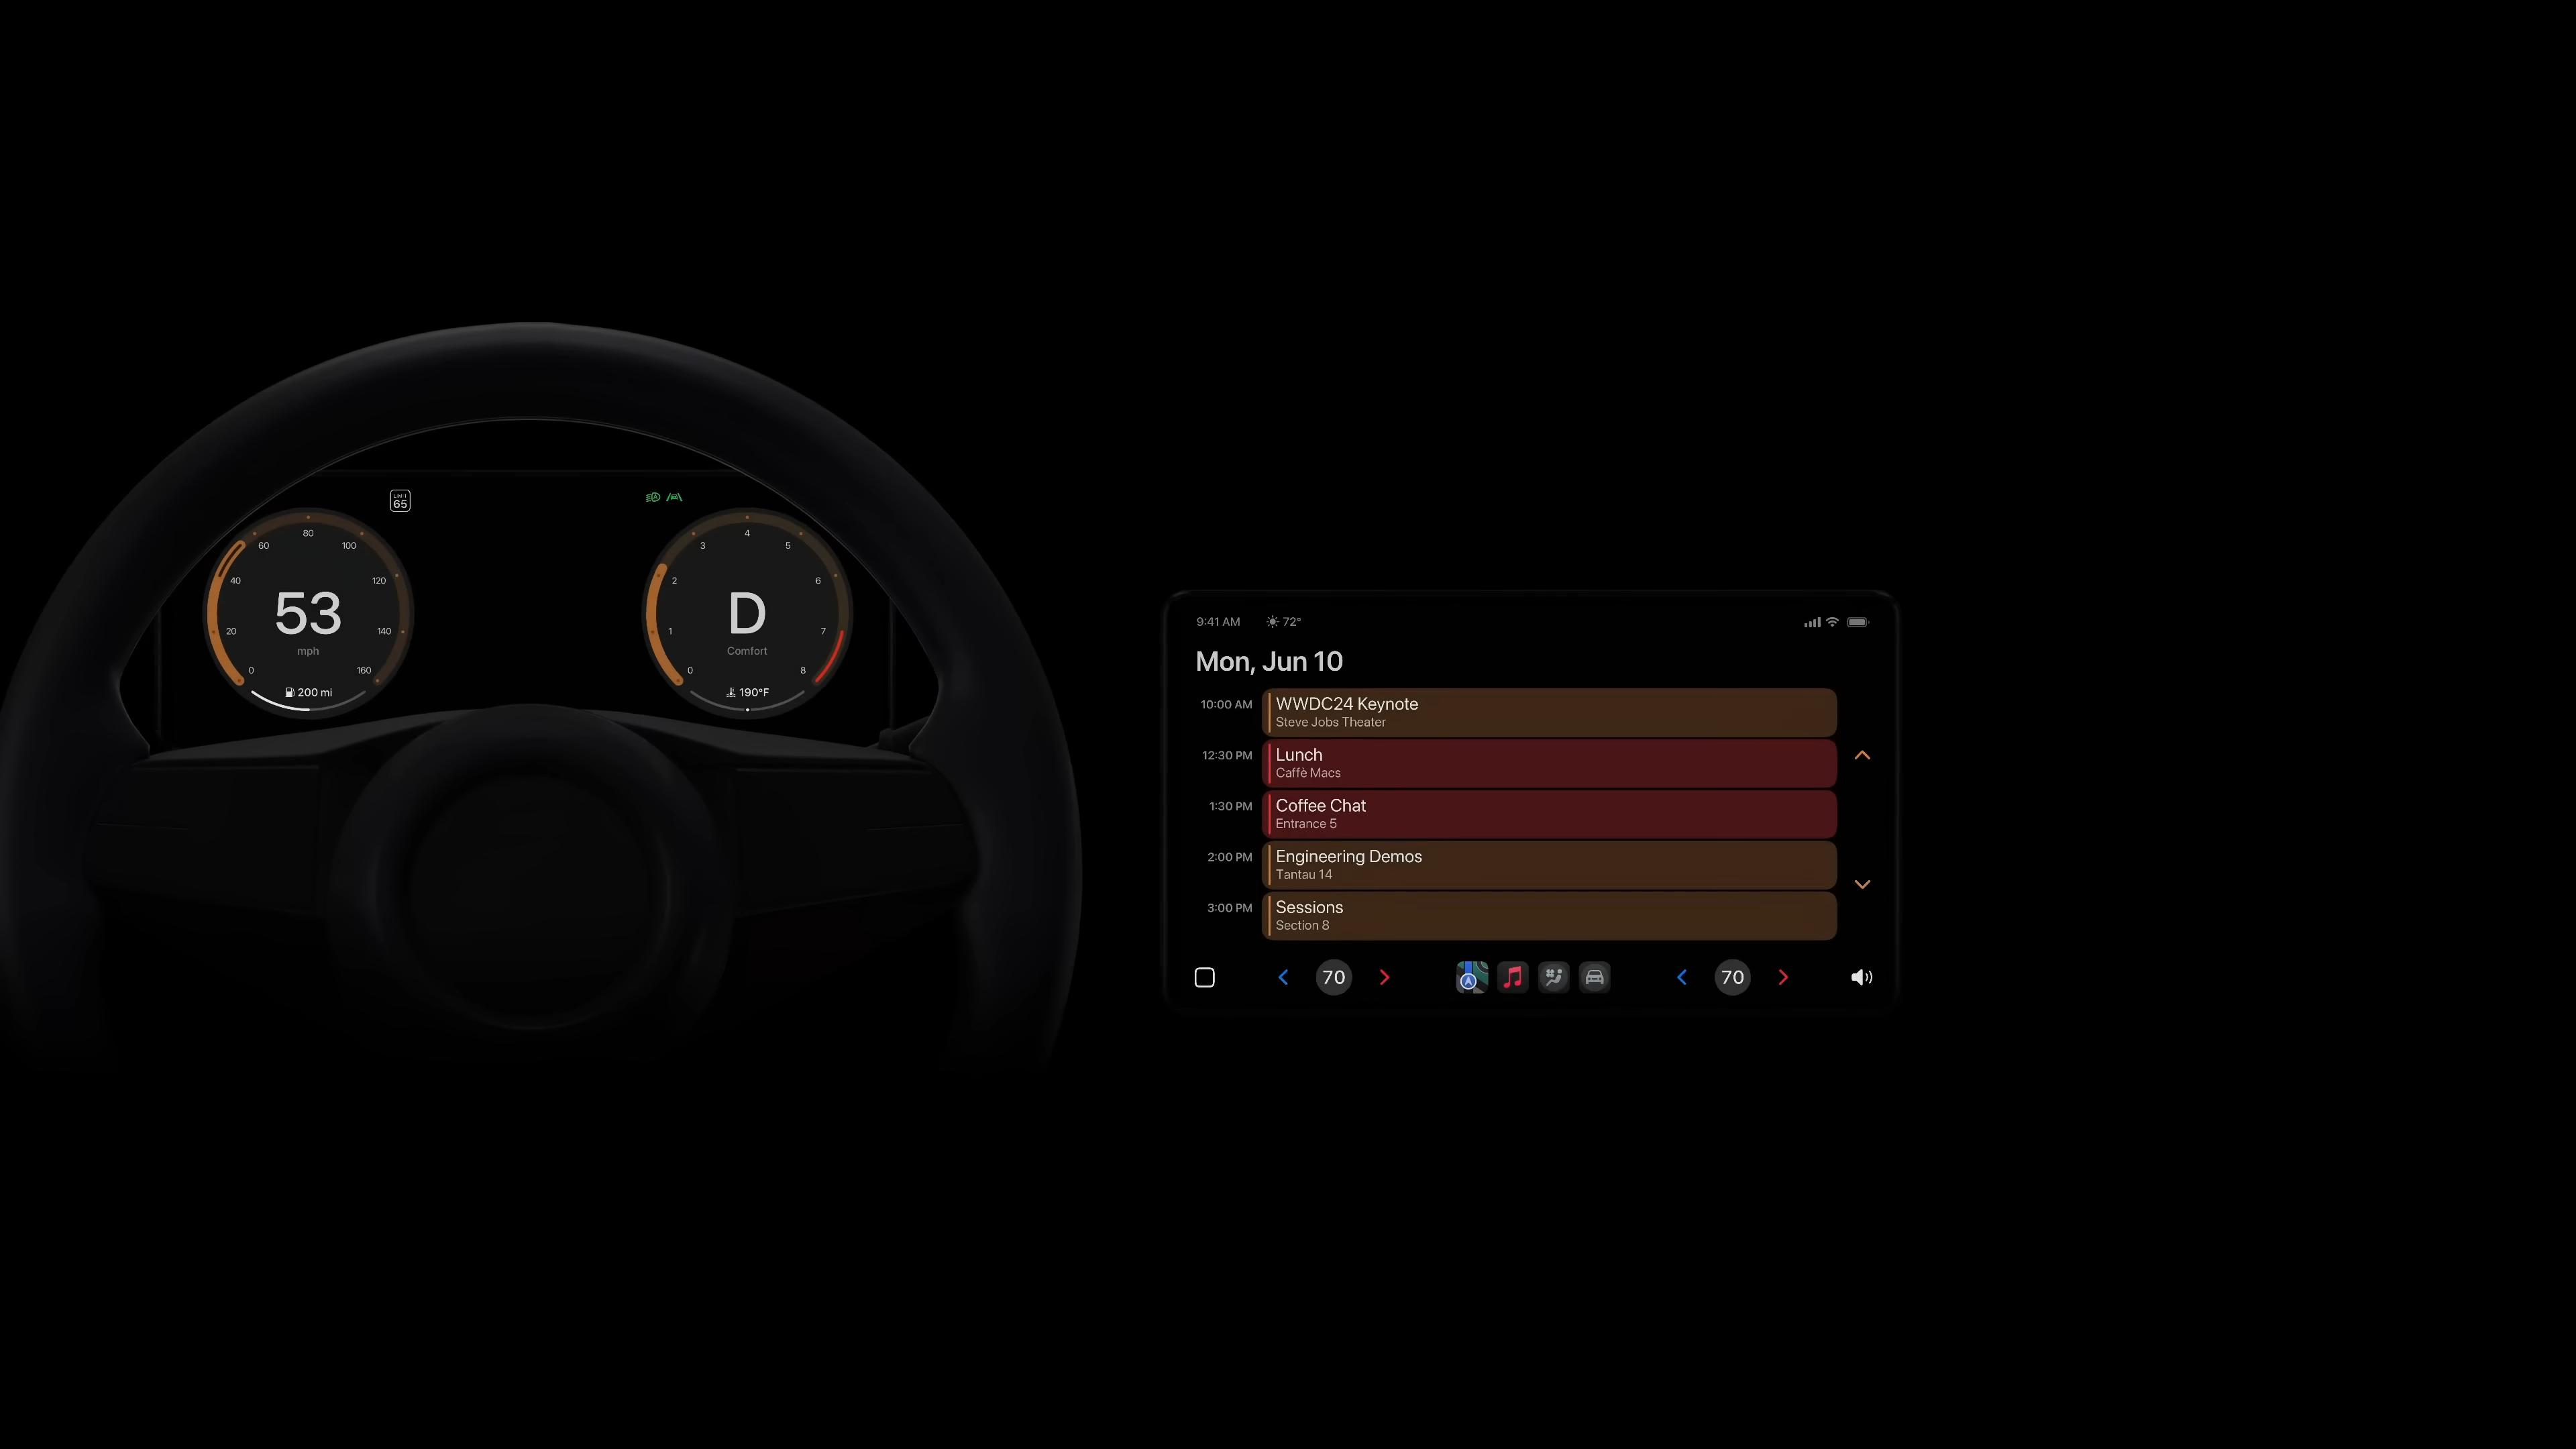 LIMIT
65
80
60
100
40
120
53
20
140
mph
0
160
200 mi
4
3
5
2
6
D
1
7
Comfort
0
8
190°F
9:41 AM
72°
Mon, Jun 10
10:00 AM
WWDC24 Keynote
Steve Jobs Theater
12:30 PM
Lunch
Caffè Macs
1:30 PM
Coffee Chat
Entrance 5
2:00 PM
Engineering Demos
Tantau 14
3:00 PM
Sessions
Section 8
70
70